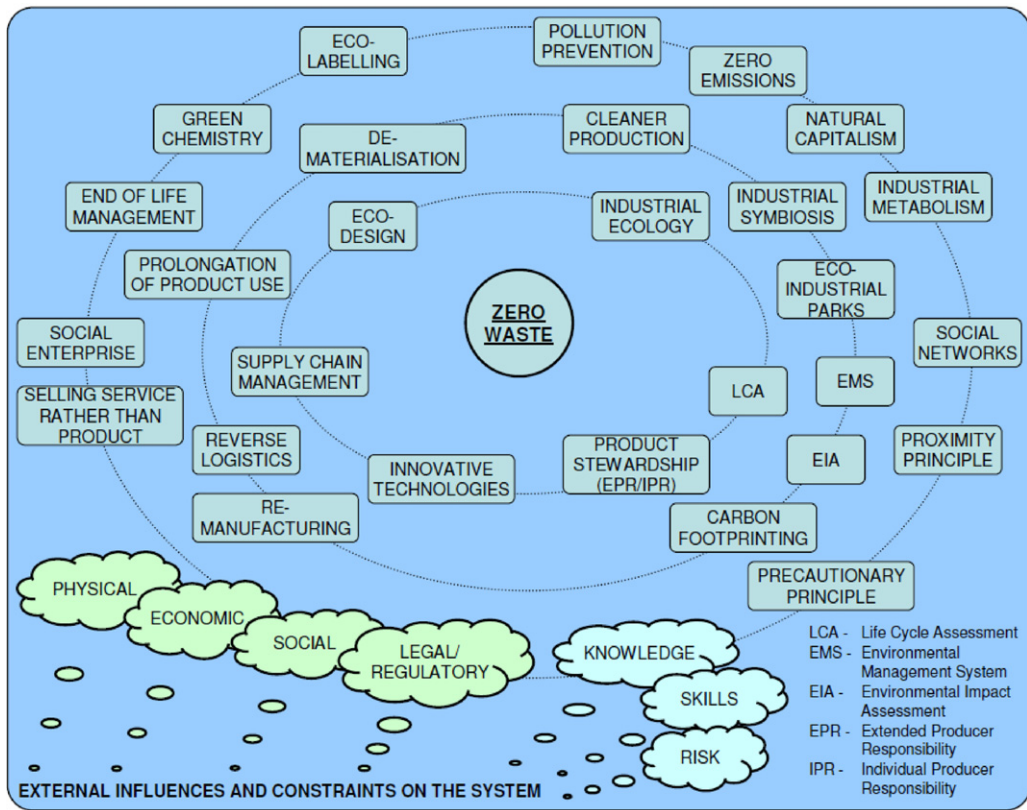 ECO-
LABELLING
POLLUTION
PREVENTION
ZERO
EMISSIONS
GREEN
CHEMISTRY
DE-
MATERIALISATION
CLEANER
PRODUCTION
NATURAL
CAPITALISM
END OF LIFE
MANAGEMENT
ECO-
DESIGN
INDUSTRIAL
ECOLOGY
INDUSTRIAL
SYMBIOSIS
INDUSTRIAL
METABOLISM
PROLONGATION
OF PRODUCT USE
ECO-
INDUSTRIAL
PARKS
ZERO
WASTE
SOCIAL
ENTERPRISE
SUPPLY CHAIN
MANAGEMENT
LCA
EMS
SOCIAL
NETWORKS
SELLING SERVICE
RATHER THAN
PRODUCT
REVERSE
LOGISTICS
INNOVATIVE
TECHNOLOGIES
PRODUCT
STEWARDSHIP
(EPR/IPR)
EIA
PROXIMITY
PRINCIPLE
RE-
MANUFACTURING
CARBON
FOOTPRINTING
PRECAUTIONARY
PRINCIPLE
PHYSICAL
ECONOMIC
SOCIAL
LEGAL/
REGULATORY
KNOWLEDGE
SKILLS
RISK
LCA - Life Cycle Assessment
EMS - Environmental
Management System
EIA - Environmental Impact
Assessment
EPR - Extended Producer
Responsibility
IPR - Individual Producer
Responsibility
EXTERNAL INFLUENCES AND CONSTRAINTS ON THE SYSTEM